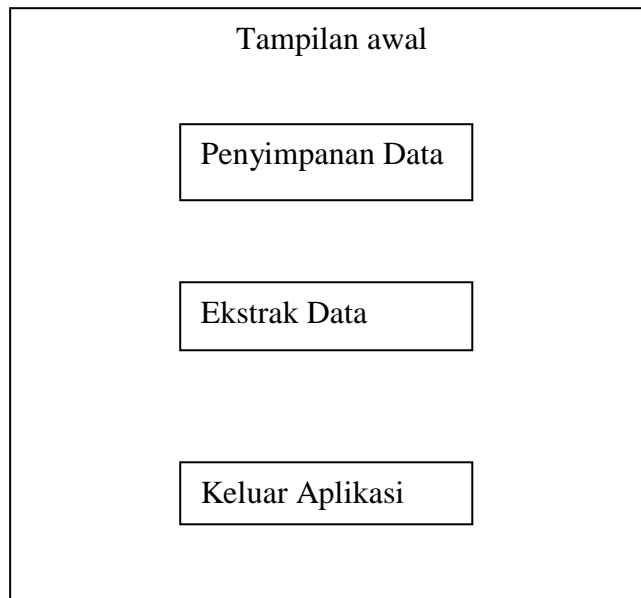 Tampilan awal
Penyimpanan Data
Ekstrak Data
Keluar Aplikasi